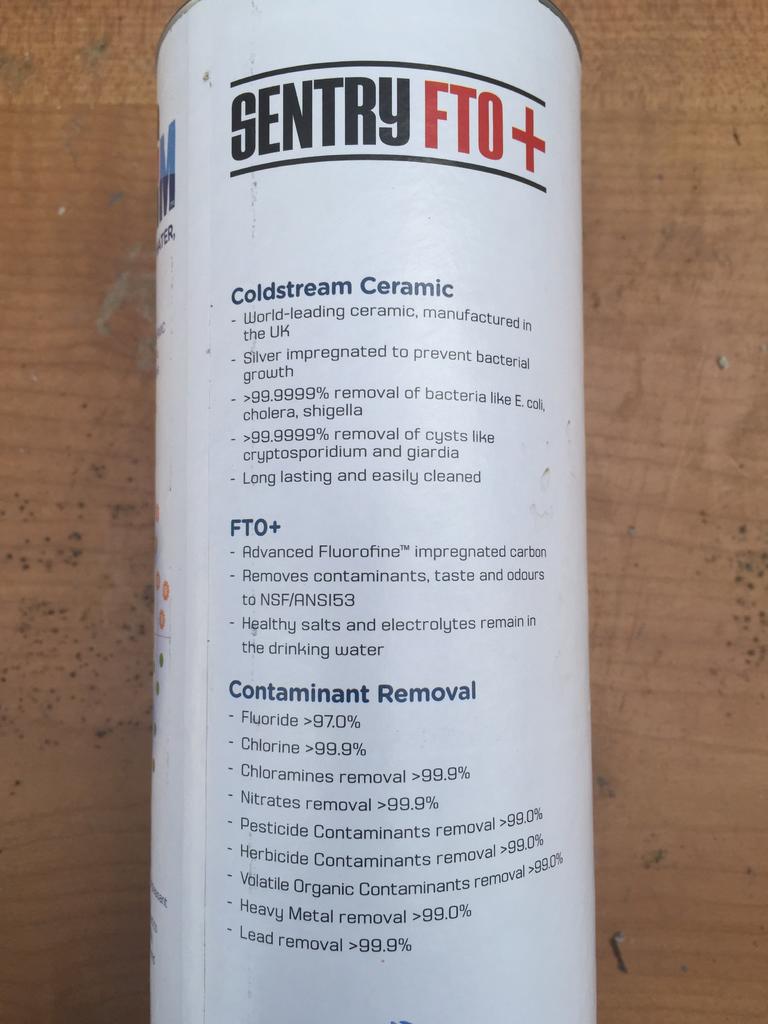 SENTRY FTO+
Coldstream Ceramic
- World-leading ceramic, manufactured in
the UK
- Silver impregnated to prevent bacterial
growth
- >99.9999% removal of bacteria like E. coli,
cholera, shigella
- >99.9999% removal of cysts like
cryptosporidium and giardia
- Long lasting and easily cleaned
FTO+
- Advanced Fluorofine™ impregnated carbon
- Removes contaminants, taste and odours
to NSF/ANSI53
- Healthy salts and electrolytes remain in
the drinking water
Contaminant Removal
- Fluoride >97.0%
- Chlorine >99.9%
- Chloramines removal >99.9%
- Nitrates removal >99.9%
- Pesticide Contaminants removal >99.0%
- Herbicide Contaminants removal >99.0%
- Volatile Organic Contaminants removal >99.0%
- Heavy Metal removal >99.0%
- Lead removal >99.9%